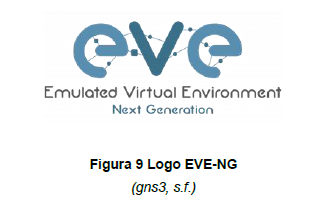 eve
Emulated Virtual Environment
Next Generation
Figura 9 Logo EVE-NG
(gns3, s.f.)